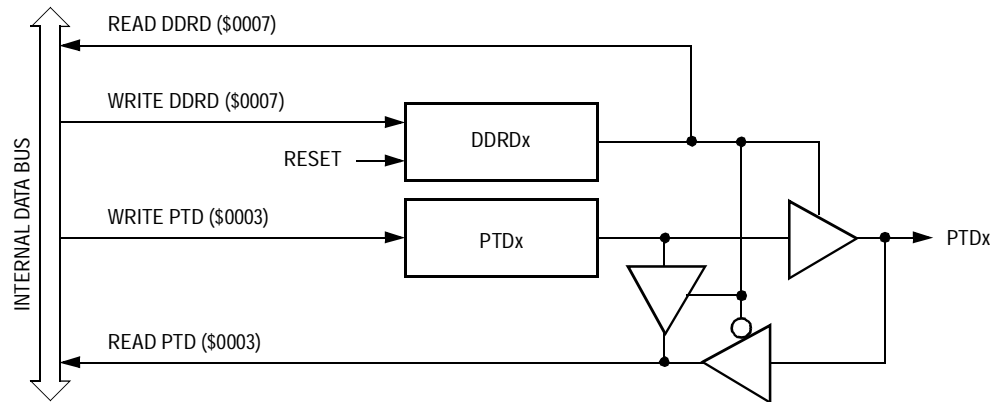 READ DDRD ($0007)
WRITE DDRD ($0007)
DDRDx
RESET
WRITE PTD ($0003)
PTDx
PTDx
READ PTD ($0003)
INTERNAL DATA BUS